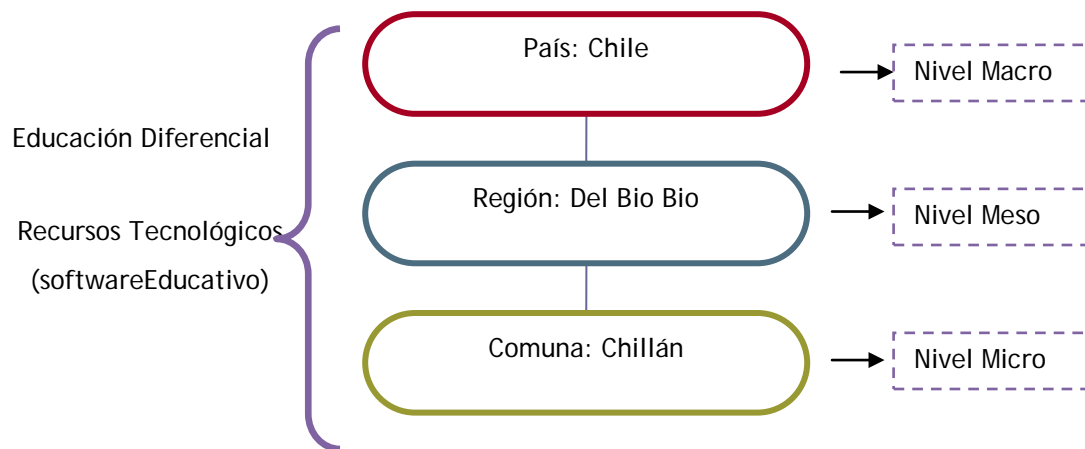 Educación Diferencial
Recursos Tecnológicos
(softwareEducativo)
País: Chile
Nivel Macro
Región: Del Bio Bio
Nivel Meso
Comuna: Chillán
Nivel Micro